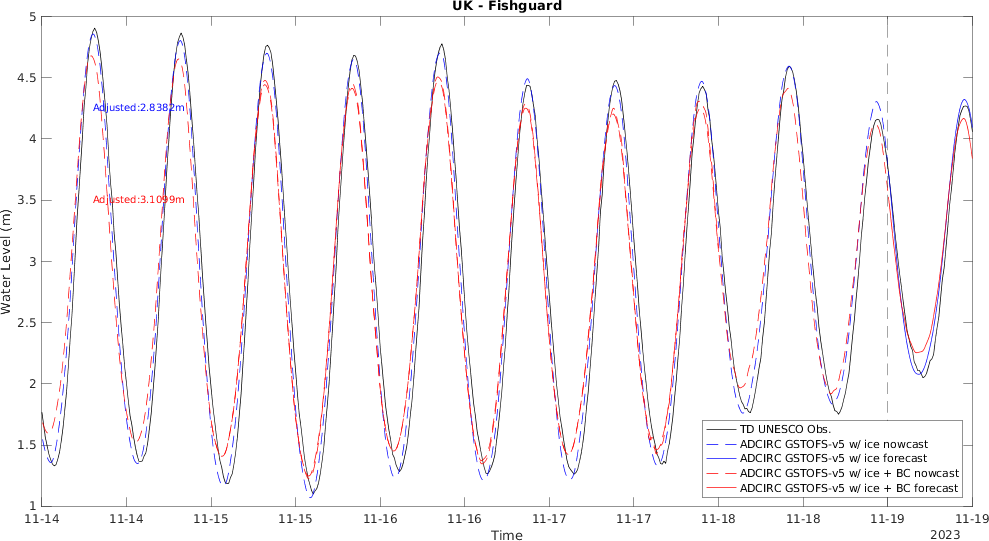 UK - Fishguard
5
4.5
4
3.5
3
2.5
2
1.5
1
Water Level (m)
Adjusted:2.8382m
Adjusted:3.1099m
TD UNESCO Obs.
ADCIRC GSTOFS-v5 w/ ice nowcast
ADCIRC GSTOFS-v5 w/ ice forecast
ADCIRC GSTOFS-v5 w/ ice + BC nowcast
ADCIRC GSTOFS-v5 w/ ice + BC forecast
11-14 11-14 11-15 11-15 11-16 11-16 11-17 11-17 11-18 11-18 11-19 11-19
Time
2023